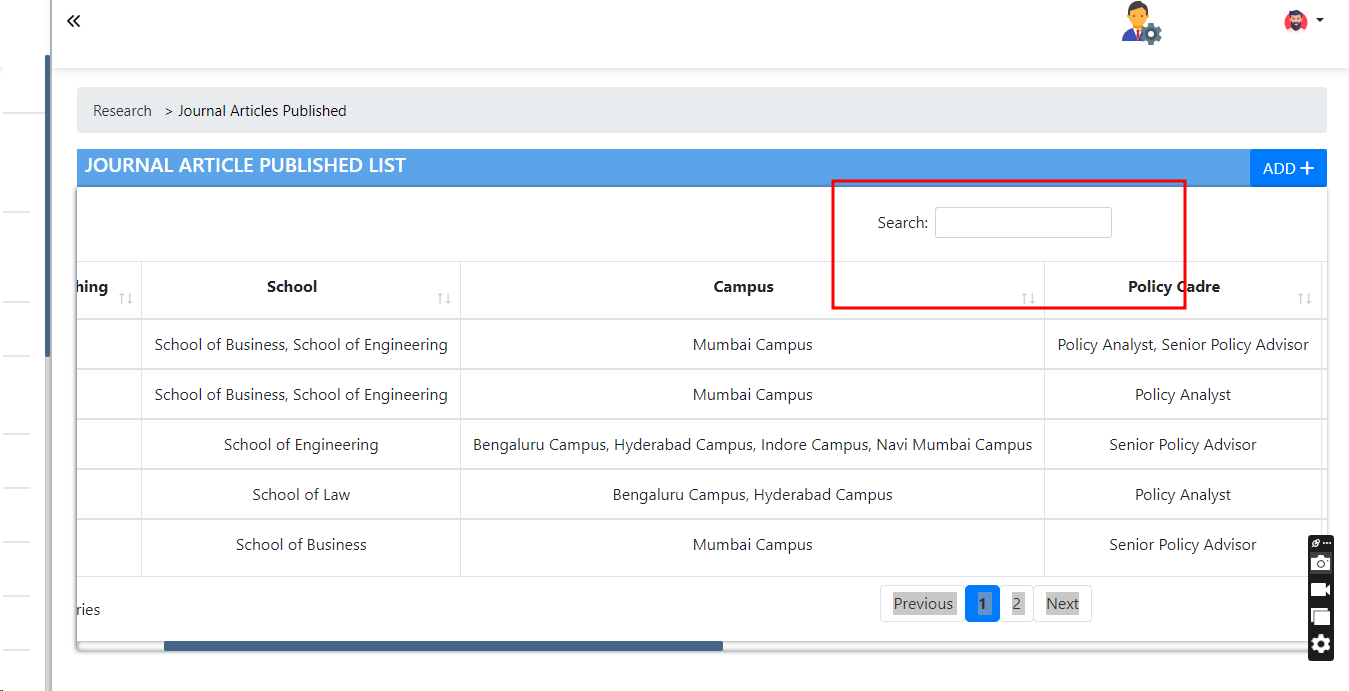 Research > Journal Articles Published
JOURNAL ARTICLE PUBLISHED LIST ADD +
Search:
hing School Campus Policy Cadre
School of Business, School of Engineering Mumbai Campus Policy Analyst, Senior Policy Advisor
School of Business, School of Engineering Mumbai Campus Policy Analyst
School of Engineering Bengaluru Campus, Hyderabad Campus, Indore Campus, Navi Mumbai Campus Senior Policy Advisor
School of Law Bengaluru Campus, Hyderabad Campus Policy Analyst
School of Business Mumbai Campus Senior Policy Advisor
ries Previous 1 2 Next